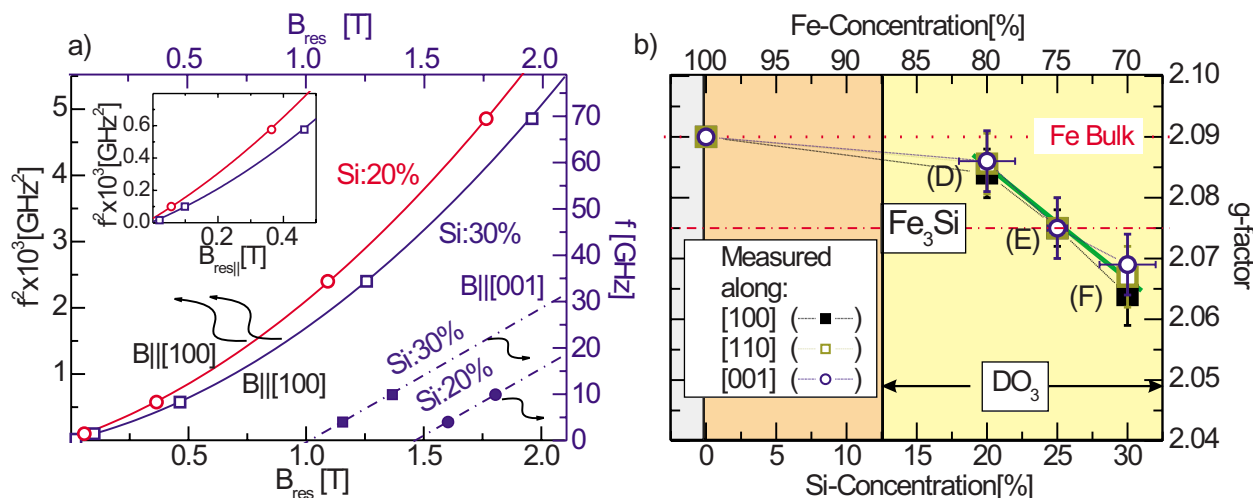 a)
B_res [T]
0.5 1.0 1.5 2.0
f²x10³[GHz²]
5
4
3
2
1
0
f²x10³[GHz²]
0.6
0.4
0.2
0.0
0.2 0.4
B_res||[T]
Si:20%
Si:30%
B||[100]
B||[100]
B||[001]
Si:30%
Si:20%
f [GHz]
70
60
50
40
30
20
10
0
0.5 1.0 1.5 2.0
B_res [T]
b)
Fe-Concentration[%]
100 95 90 85 80 75 70
Fe Bulk
(D)
Fe₃Si
(E)
(F)
Measured
along:
[100] ( )
[110] ( )
[001] ( )
DO₃
g-factor
2.10
2.09
2.08
2.07
2.06
2.05
2.04
0 5 10 15 20 25 30
Si-Concentration[%]